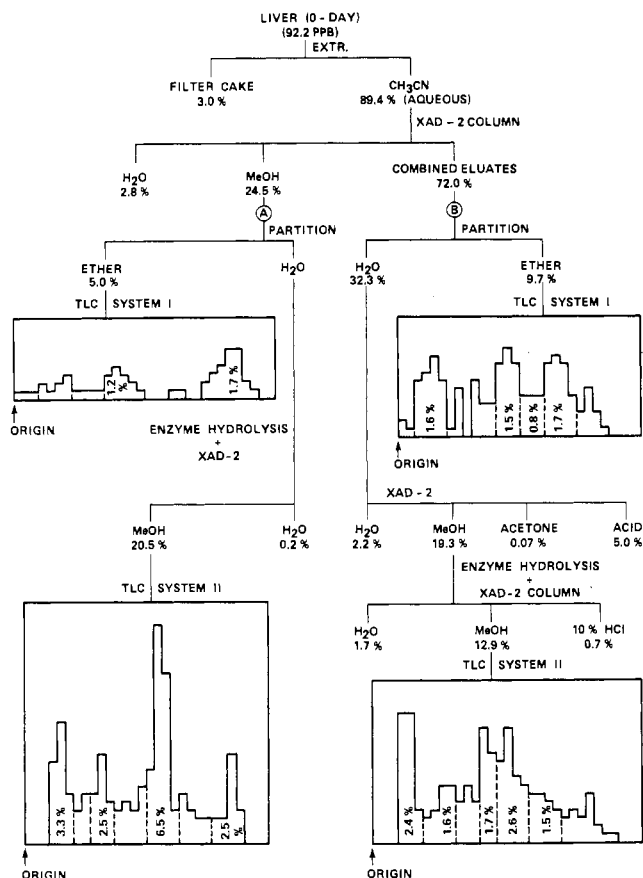 LIVER (0 - DAY)
(92.2 PPB)
EXTR.
FILTER CAKE
3.0 %
CH3CN
89.4 % (AQUEOUS)
XAD - 2 COLUMN
H2O
2.8 %
MeOH
24.5 %
COMBINED ELUATES
72.0 %
A
PARTITION
B
PARTITION
ETHER
5.0 %
H2O
H2O
32.3 %
ETHER
9.7 %
TLC SYSTEM I
1.2 %
1.7 %
ORIGIN
TLC SYSTEM I
1.6 %
1.5 %
0.8 %
1.7 %
ORIGIN
ENZYME HYDROLYSIS
+
XAD-2
XAD-2
MeOH
20.5 %
H2O
0.2 %
H2O
2.2 %
MeOH
19.3 %
ACETONE
0.07 %
ACID
5.0 %
ENZYME HYDROLYSIS
+
XAD-2 COLUMN
H2O
1.7 %
MeOH
12.9 %
10 % HCl
0.7 %
TLC SYSTEM II
3.3 %
2.5 %
6.5 %
2.5 %
ORIGIN
TLC SYSTEM II
2.4 %
1.6 %
1.7 %
2.6 %
1.5 %
ORIGIN